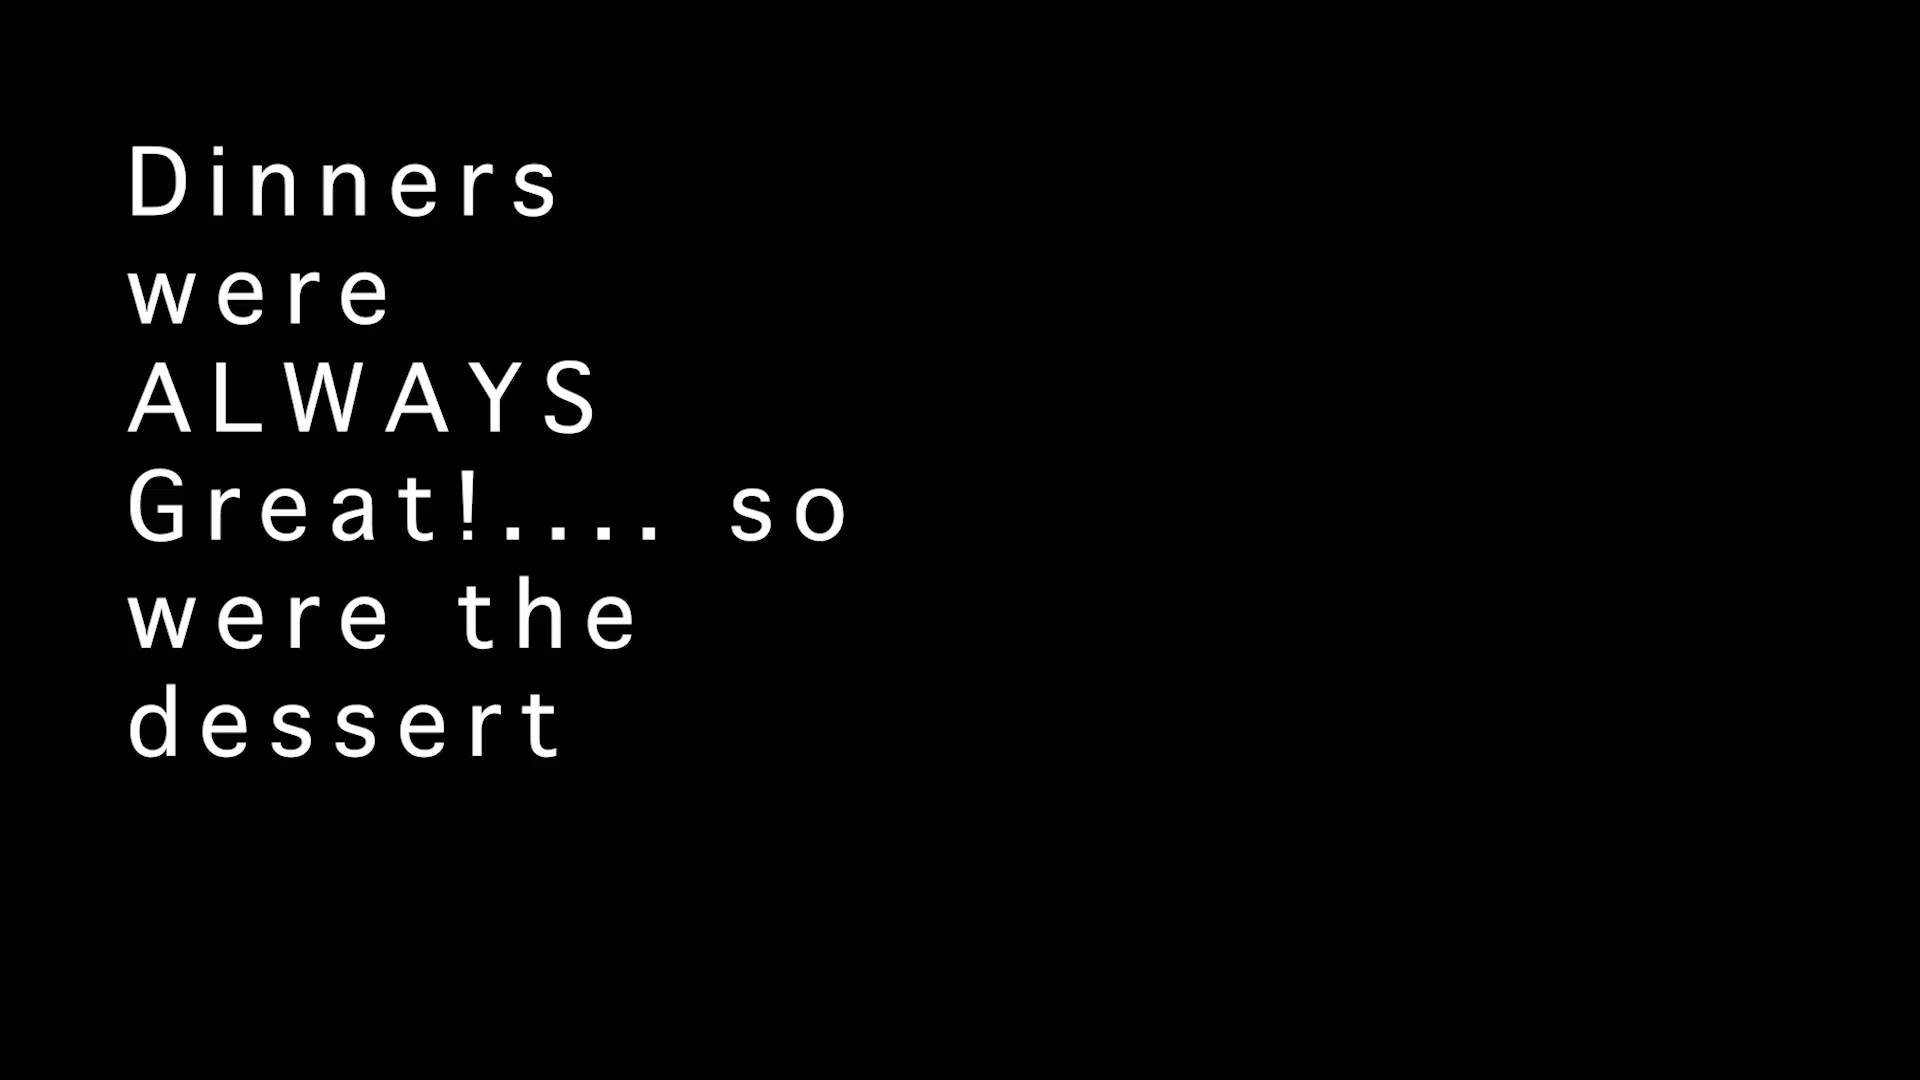 Dinners
were
ALWAYS
Great!.... so
were the
dessert